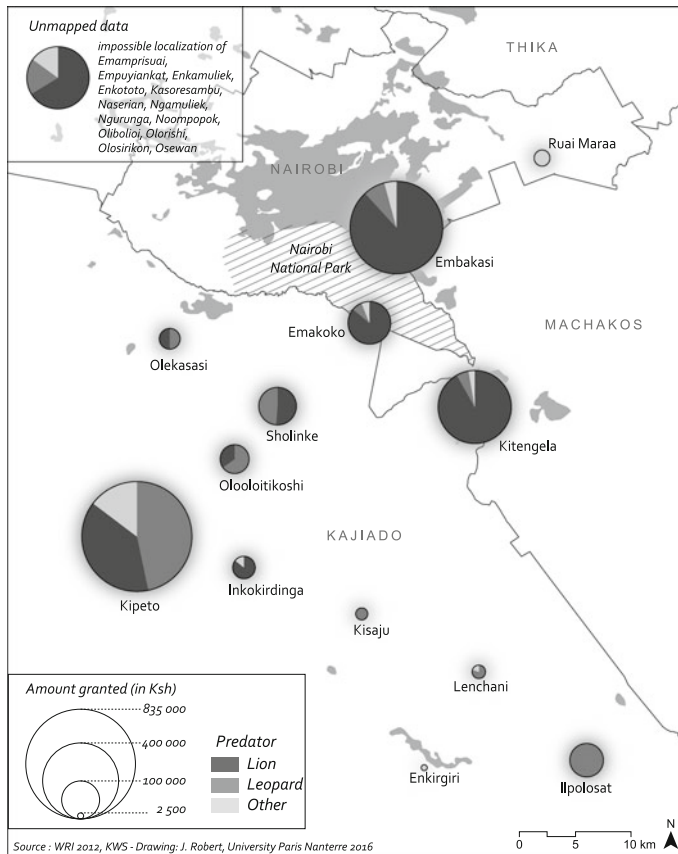 Unmapped data
impossible localization of
Emamprisuai,
Empuyiankat, Enkamuliek,
Enkototo, Kasoresambu,
Naserian, Ngamuliek,
Ngurunga, Noompopok,
Olibolioi, Olorishi,
Olosirikon, Osewan
THIKA
Ruai Maraa
NAIROBI
Nairobi
National Park
Embakasi
Emakoko
MACHAKOS
Olekasasi
Sholinke
Kitengela
Olooloitikoshi
KAJIADO
Kipeto
Inkokirdinga
Kisaju
Lenchani
Enkirgiri
Ilpolosat
Amount granted (in Ksh)
835 000
400 000
100 000
2 500
Predator
Lion
Leopard
Other
0 5 10 km
N
Source : WRI 2012, KWS - Drawing: J. Robert, University Paris Nanterre 2016